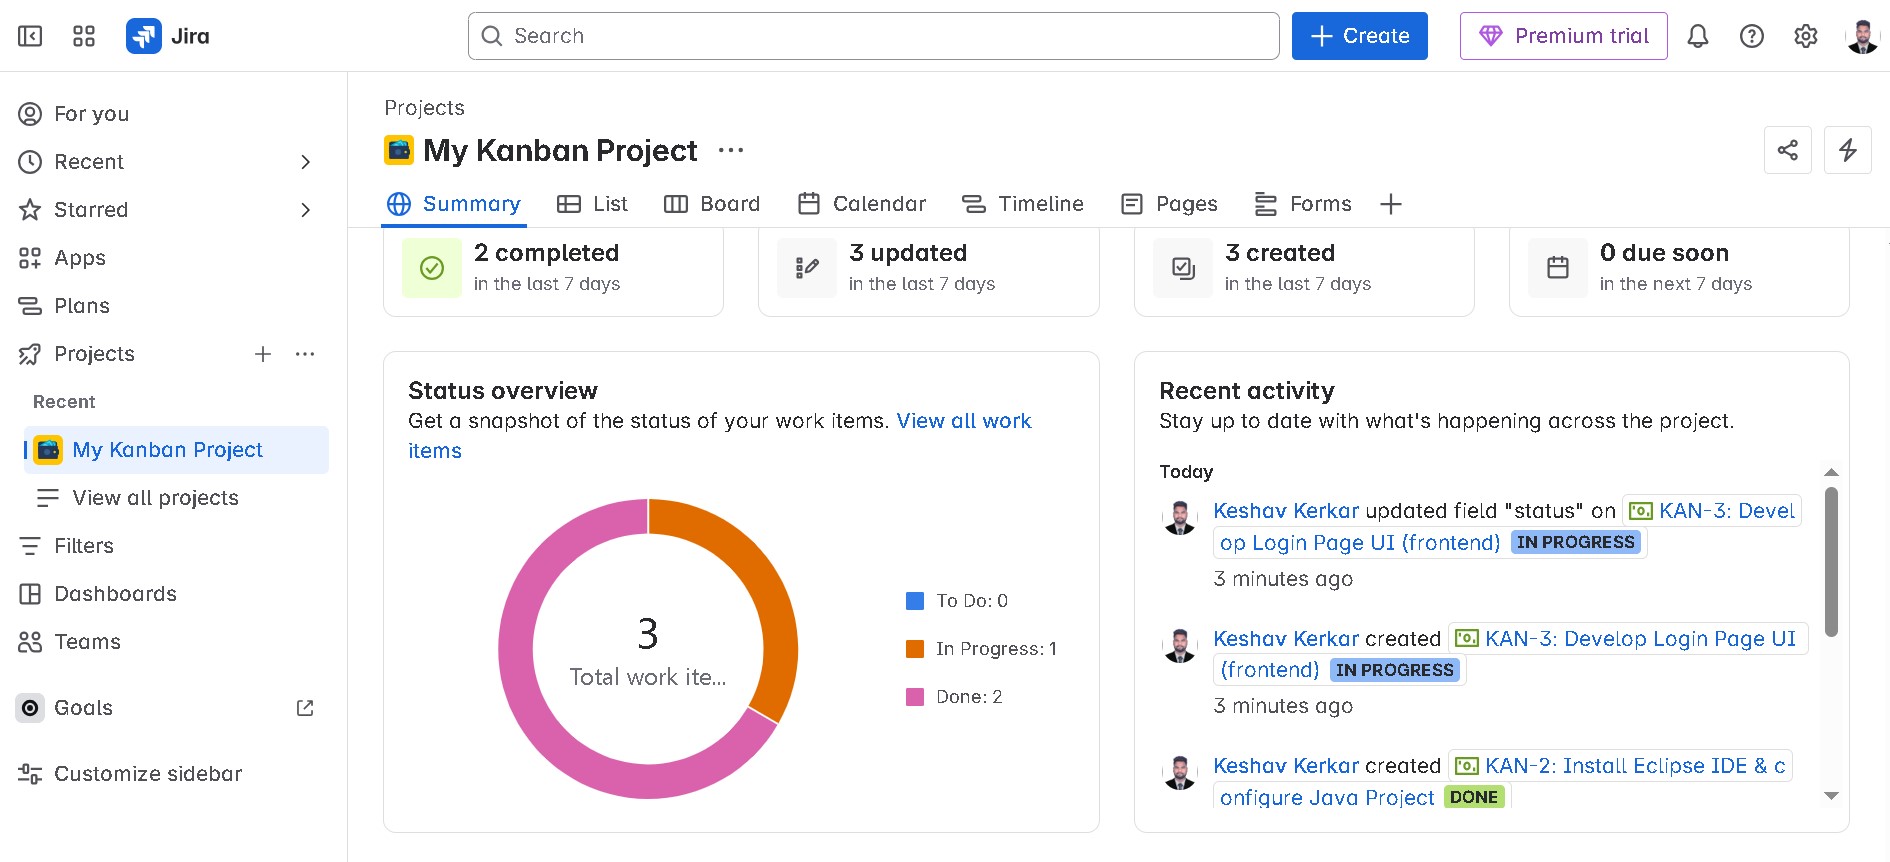 Jira
Search
Create
Premium trial
For you
Recent
Starred
Apps
Plans
Projects
Recent
My Kanban Project
View all projects
Filters
Dashboards
Teams
Goals
Customize sidebar
Projects
My Kanban Project
Summary
List
Board
Calendar
Timeline
Pages
Forms
2 completed
in the last 7 days
3 updated
in the last 7 days
3 created
in the last 7 days
0 due soon
in the next 7 days
Status overview
Get a snapshot of the status of your work items. View all work
items
3
Total work ite...
To Do: 0
In Progress: 1
Done: 2
Recent activity
Stay up to date with what's happening across the project.
Today
Keshav Kerkar updated field "status" on KAN-3: Devel
op Login Page UI (frontend) IN PROGRESS
3 minutes ago
Keshav Kerkar created KAN-3: Develop Login Page UI
(frontend) IN PROGRESS
3 minutes ago
Keshav Kerkar created KAN-2: Install Eclipse IDE & c
onfigure Java Project DONE